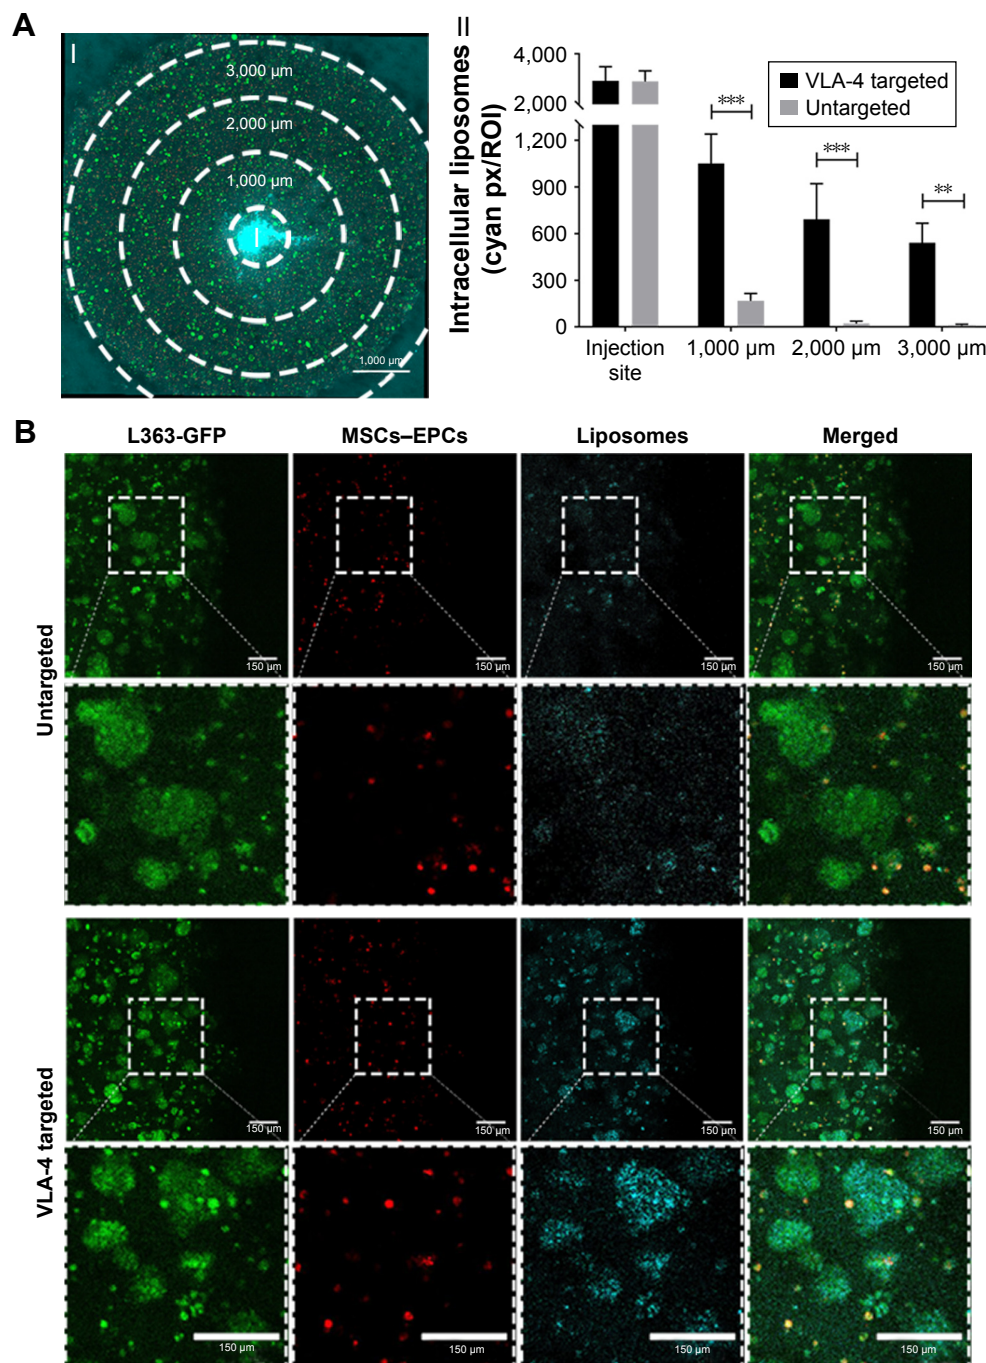 A
I
3,000 µm
2,000 µm
1,000 µm
I
1,000 µm
II
Intracellular liposomes
(cyan px/ROI)
4,000
2,000
1,200
900
600
300
0
VLA-4 targeted
Untargeted
***
***
**
Injection
site
1,000 µm
2,000 µm
3,000 µm
B
L363-GFP
MSCs–EPCs
Liposomes
Merged
Untargeted
150 µm
150 µm
150 µm
150 µm
VLA-4 targeted
150 µm
150 µm
150 µm
150 µm
150 µm
150 µm
150 µm
150 µm